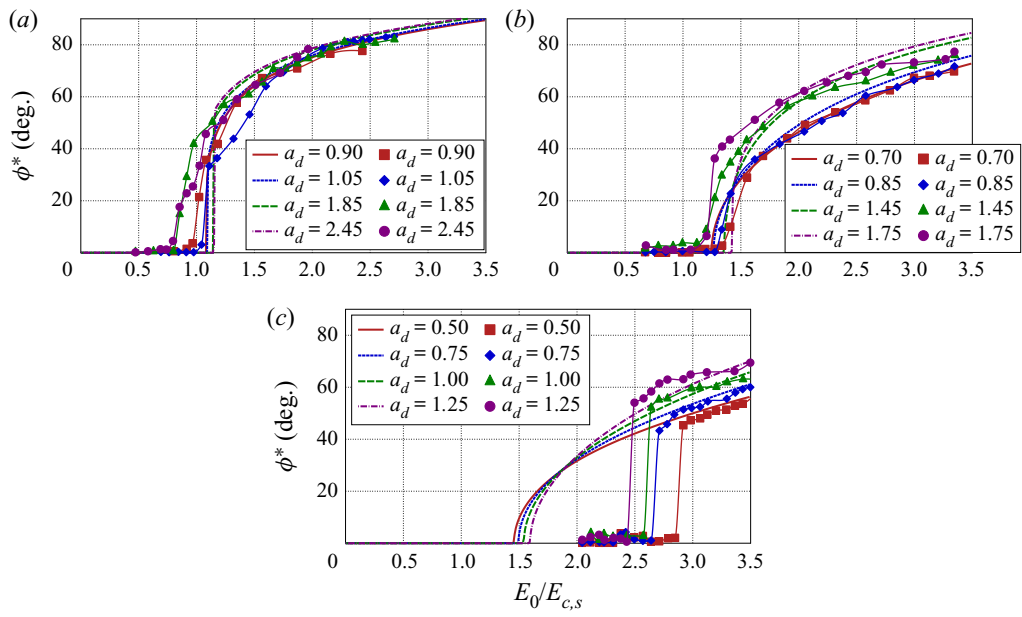 (a)
(b)
80
60
40
20
0
ϕ* (deg.)
a_d = 0.90
a_d = 1.05
a_d = 1.85
a_d = 2.45
a_d = 0.90
a_d = 1.05
a_d = 1.85
a_d = 2.45
0.5 1.0 1.5 2.0 2.5 3.0 3.5
80
60
40
20
0
a_d = 0.70
a_d = 0.85
a_d = 1.45
a_d = 1.75
a_d = 0.70
a_d = 0.85
a_d = 1.45
a_d = 1.75
0.5 1.0 1.5 2.0 2.5 3.0 3.5
(c)
80
60
40
20
0
ϕ* (deg.)
a_d = 0.50
a_d = 0.75
a_d = 1.00
a_d = 1.25
a_d = 0.50
a_d = 0.75
a_d = 1.00
a_d = 1.25
0.5 1.0 1.5 2.0 2.5 3.0 3.5
E_0/E_{c,s}